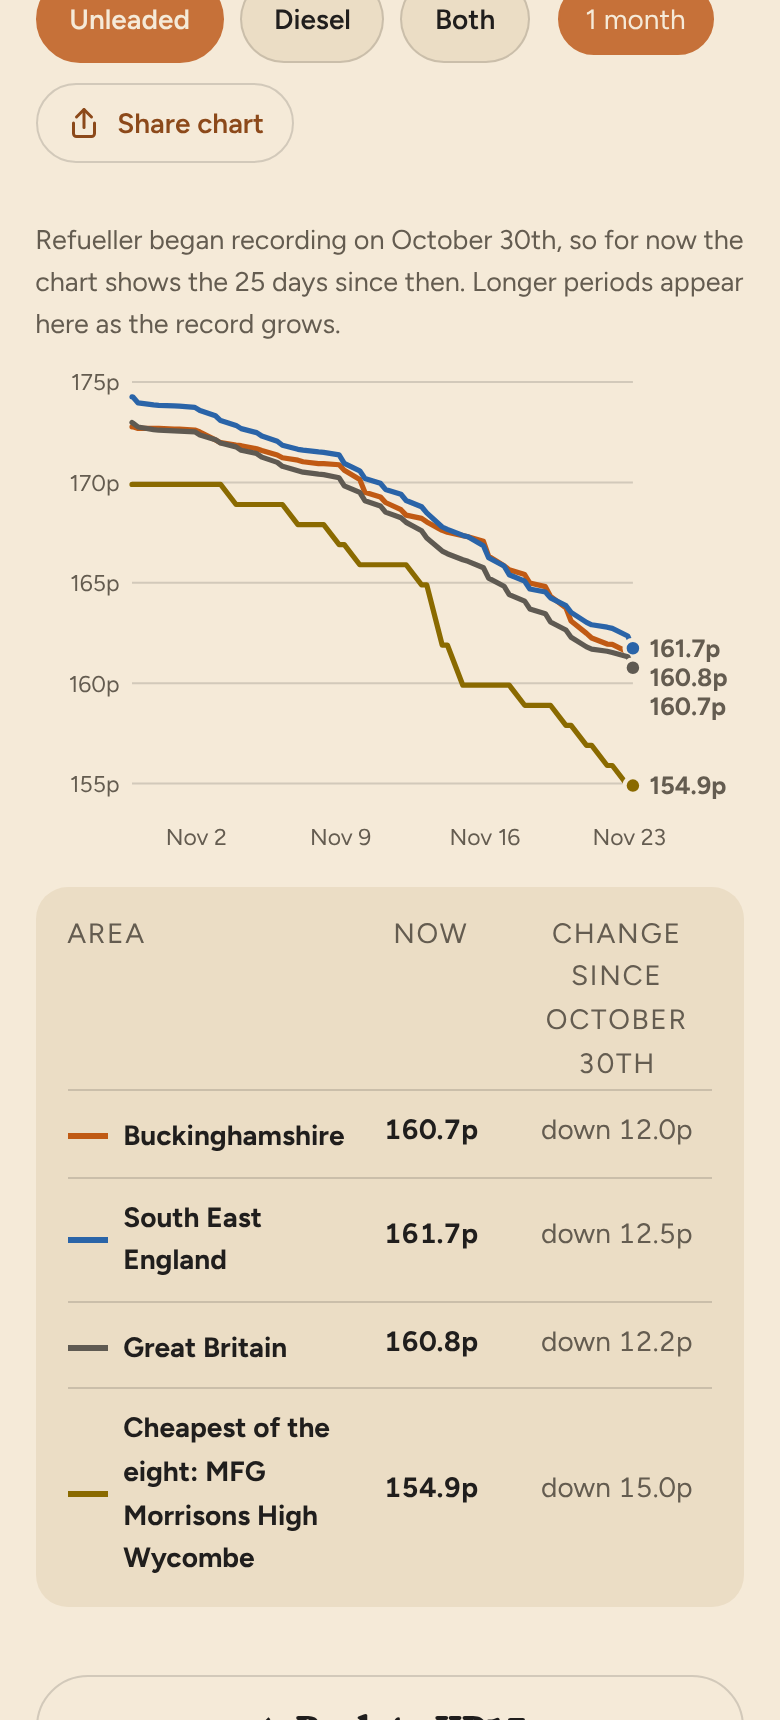 Unleaded Diesel Both 1 month
Share chart
Refueller began recording on October 30th, so for now the
chart shows the 25 days since then. Longer periods appear
here as the record grows.
175p
170p
165p
160p
155p
161.7p
160.8p
160.7p
154.9p
Nov 2 Nov 9 Nov 16 Nov 23
AREA NOW CHANGE
SINCE
OCTOBER
30TH
Buckinghamshire 160.7p down 12.0p
South East
England 161.7p down 12.5p
Great Britain 160.8p down 12.2p
Cheapest of the
eight: MFG
Morrisons High
Wycombe 154.9p down 15.0p